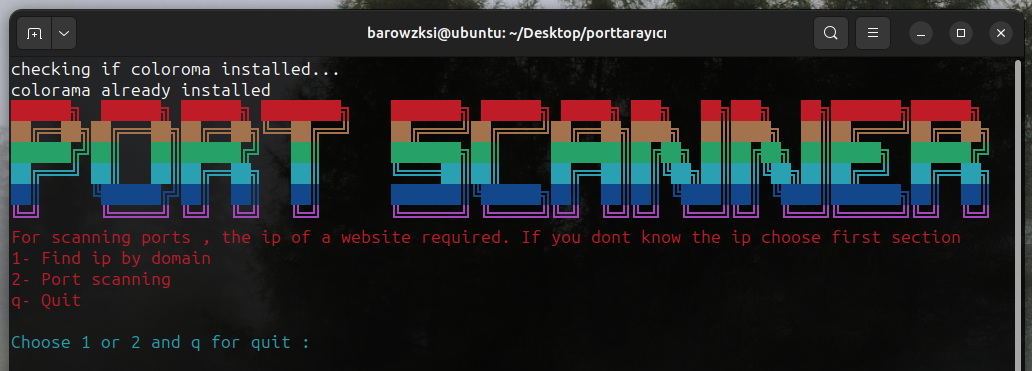 barowzksi@ubuntu: ~/Desktop/porttarayıcı
checking if coloroma installed...
colorama already installed
PORT SCANNER
For scanning ports , the ip of a website required. If you dont know the ip choose first section
1- Find ip by domain
2- Port scanning
q- Quit
Choose 1 or 2 and q for quit :